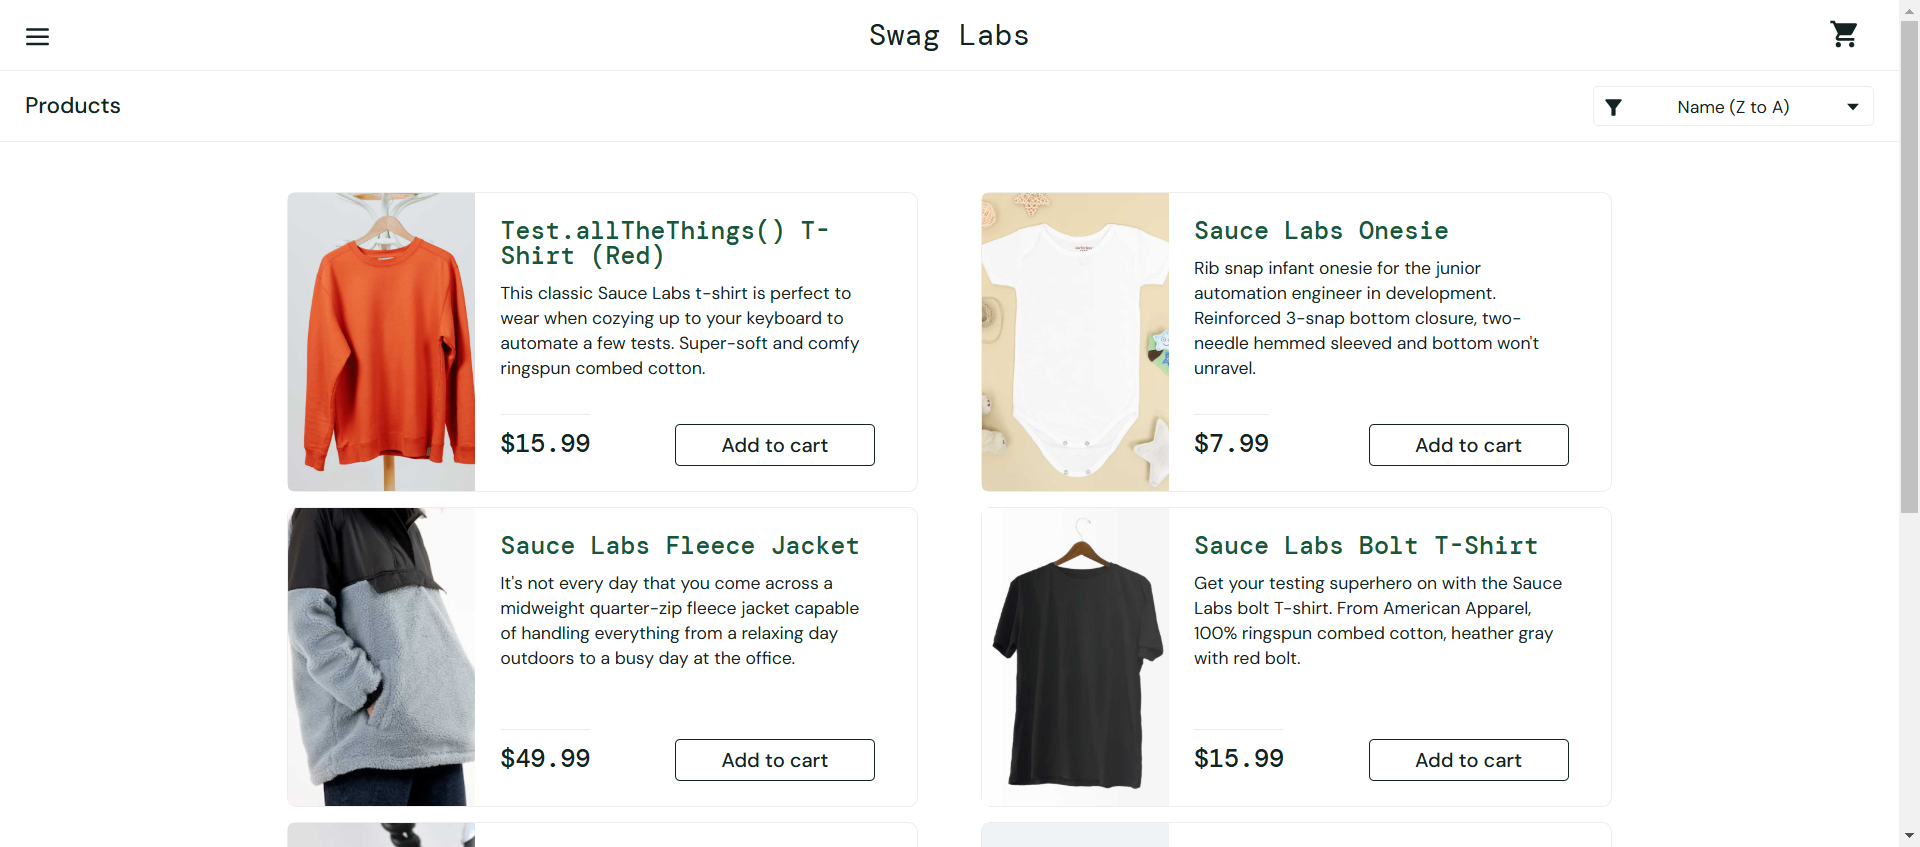 Swag Labs
Products
Name (Z to A)
Test.allTheThings() T-
Shirt (Red)
This classic Sauce Labs t-shirt is perfect to
wear when cozying up to your keyboard to
automate a few tests. Super-soft and comfy
ringspun combed cotton.
$15.99
Add to cart
Sauce Labs Onesie
Rib snap infant onesie for the junior
automation engineer in development.
Reinforced 3-snap bottom closure, two-
needle hemmed sleeved and bottom won't
unravel.
$7.99
Add to cart
Sauce Labs Fleece Jacket
It's not every day that you come across a
midweight quarter-zip fleece jacket capable
of handling everything from a relaxing day
outdoors to a busy day at the office.
$49.99
Add to cart
Sauce Labs Bolt T-Shirt
Get your testing superhero on with the Sauce
Labs bolt T-shirt. From American Apparel,
100% ringspun combed cotton, heather gray
with red bolt.
$15.99
Add to cart